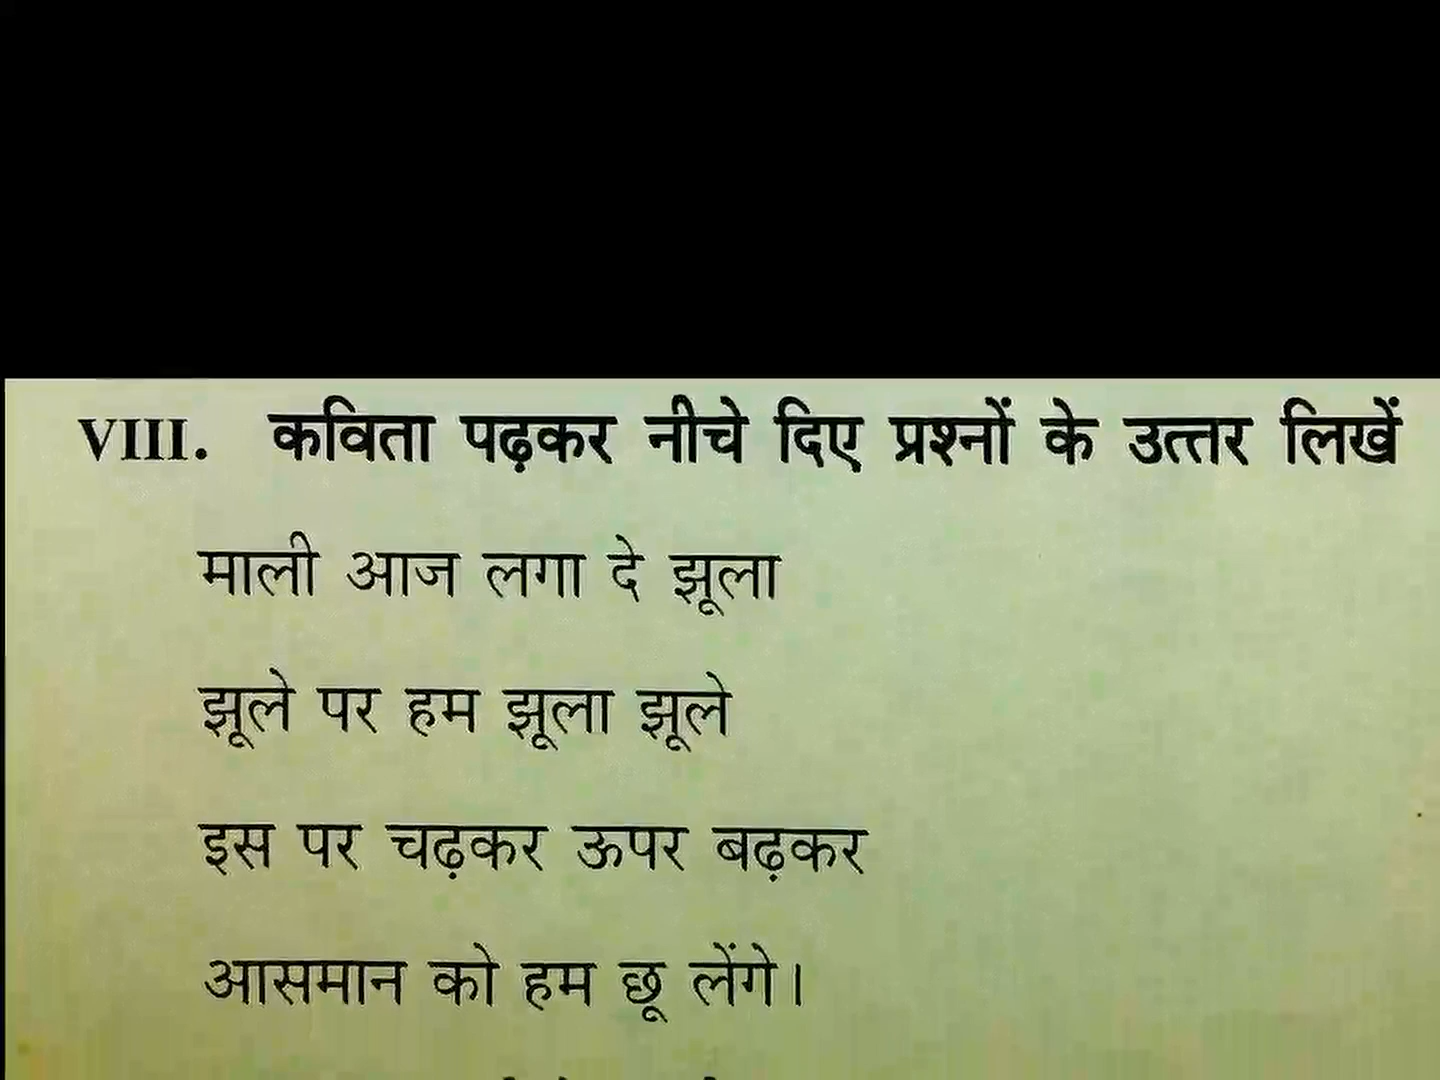 VIII. कविता पढ़कर नीचे दिए प्रश्नों के उत्तर लिखें
माली आज लगा दे झूला
झूले पर हम झूला झूले
इस पर चढ़कर ऊपर बढ़कर
आसमान को हम छू लेंगे।